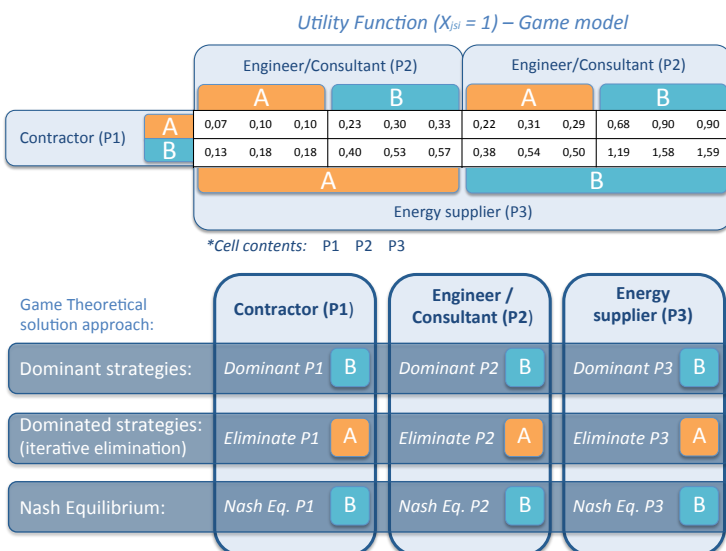 Utility Function (Xjsi = 1) – Game model
Engineer/Consultant (P2) Engineer/Consultant (P2)
A B A B
Contractor (P1) A 0,07 0,10 0,10 0,23 0,30 0,33 0,22 0,31 0,29 0,68 0,90 0,90
B 0,13 0,18 0,18 0,40 0,53 0,57 0,38 0,54 0,50 1,19 1,58 1,59
A B
Energy supplier (P3)
*Cell contents: P1 P2 P3
Game Theoretical
solution approach:
Contractor (P1)
Engineer /
Consultant (P2)
Energy
supplier (P3)
Dominant strategies: Dominant P1 B Dominant P2 B Dominant P3 B
Dominated strategies:
(iterative elimination) Eliminate P1 A Eliminate P2 A Eliminate P3 A
Nash Equilibrium: Nash Eq. P1 B Nash Eq. P2 B Nash Eq. P3 B